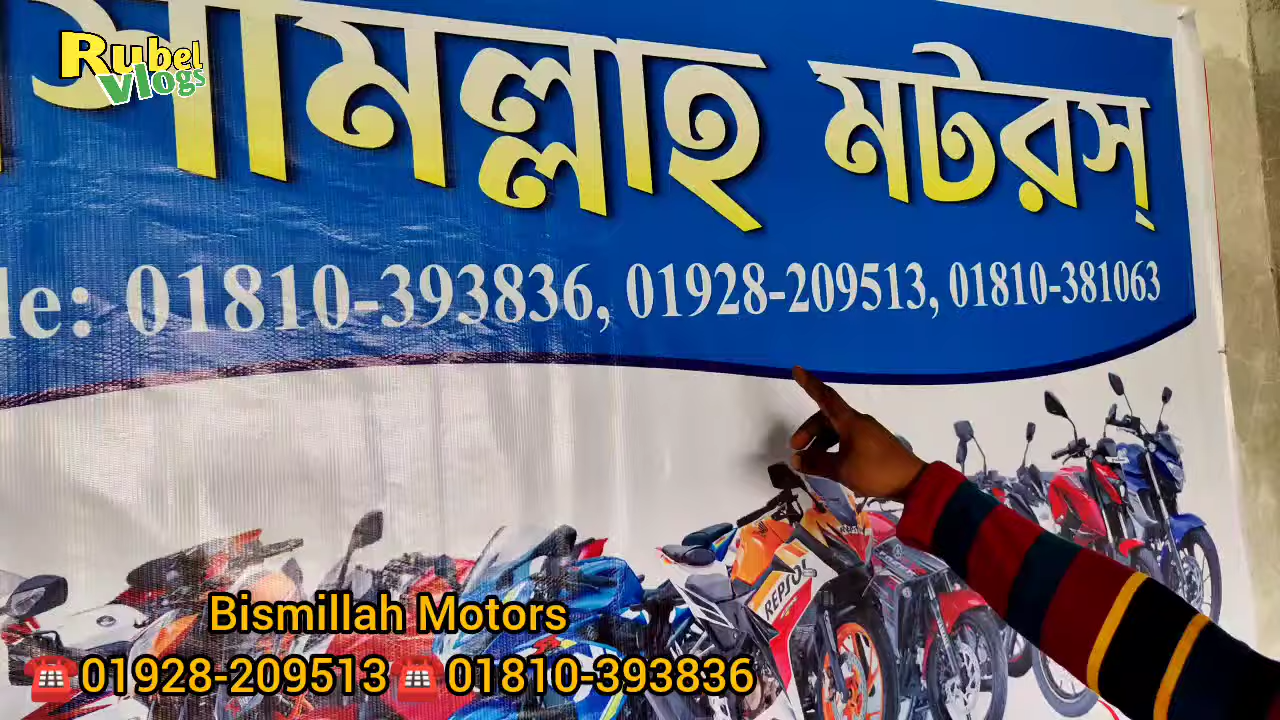 Rubel
vlogs
মটরস্
le: 01810-393836, 01928-209513, 01810-381063
REPSOL
Bismillah Motors
☎01928-209513☎01810-393836